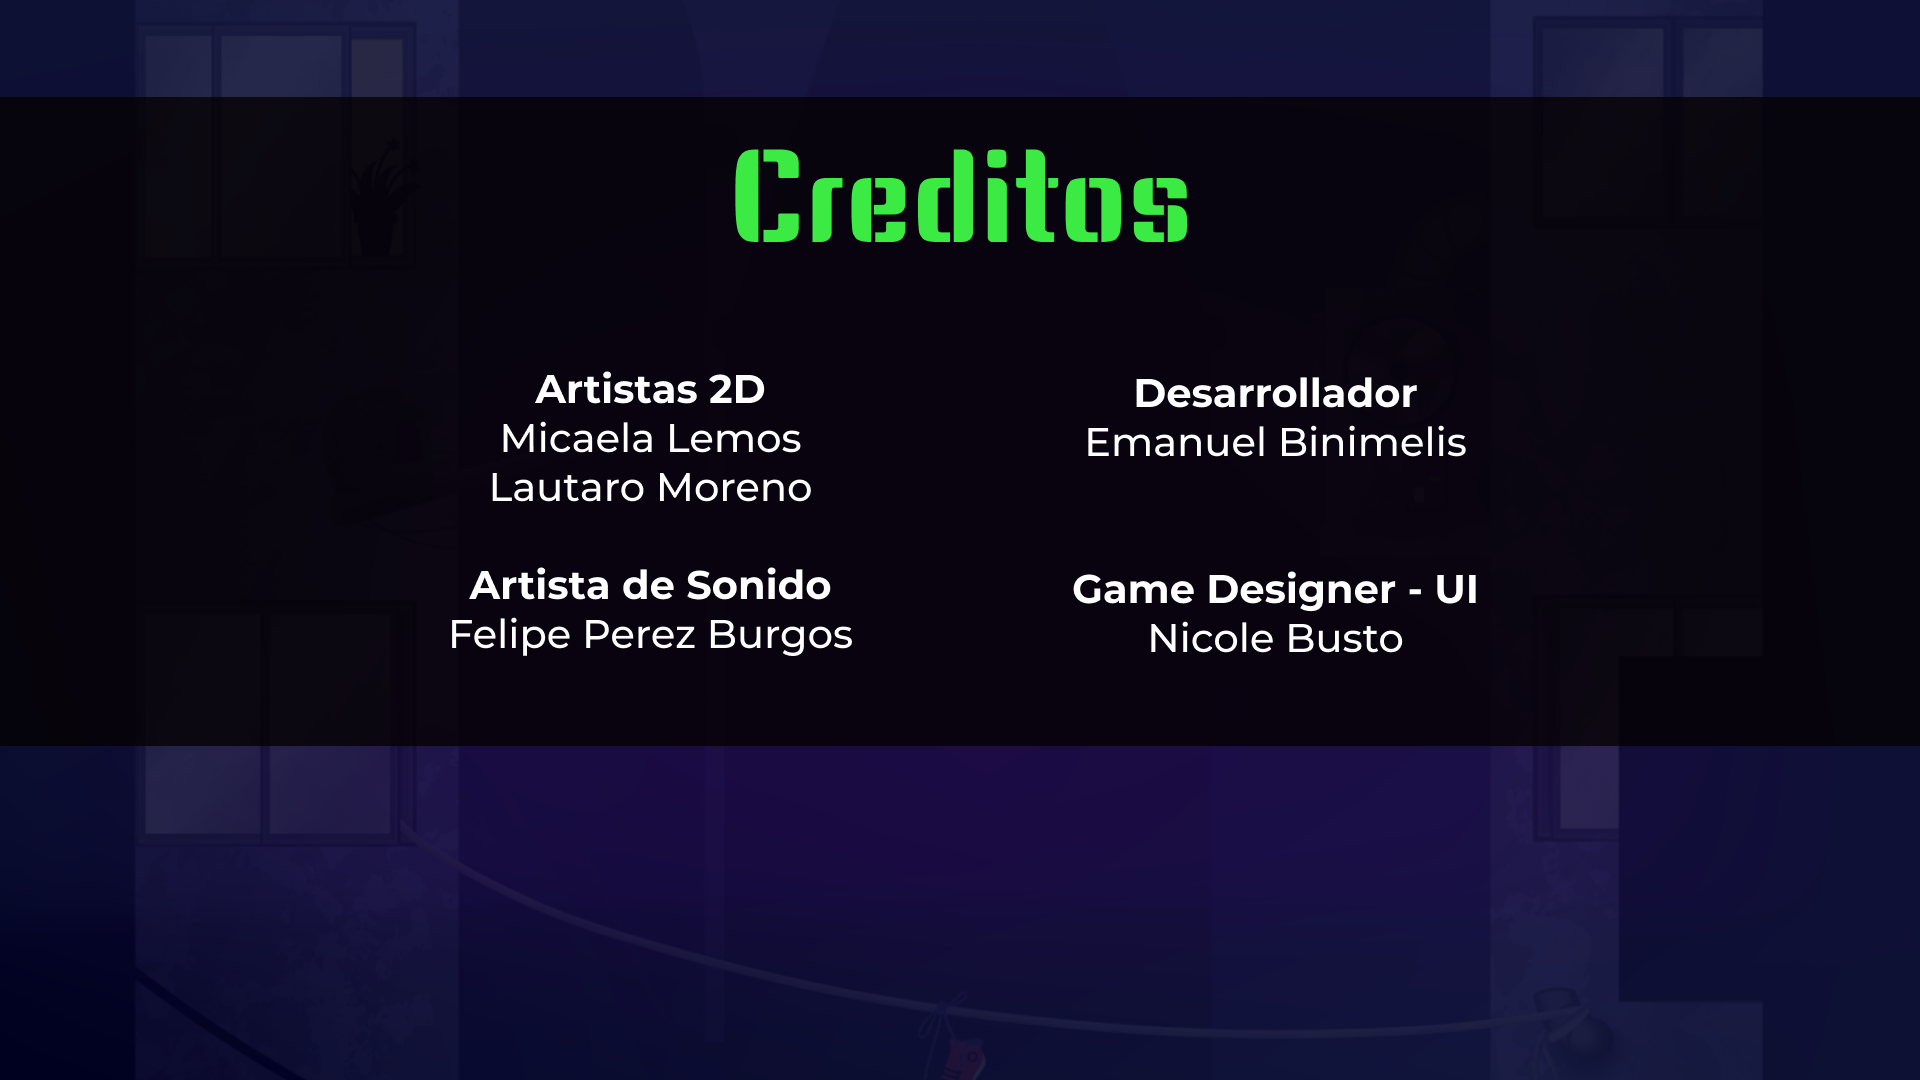 Creditos
Artistas 2D
Micaela Lemos
Lautaro Moreno
Desarrollador
Emanuel Binimelis
Artista de Sonido
Felipe Perez Burgos
Game Designer - UI
Nicole Busto